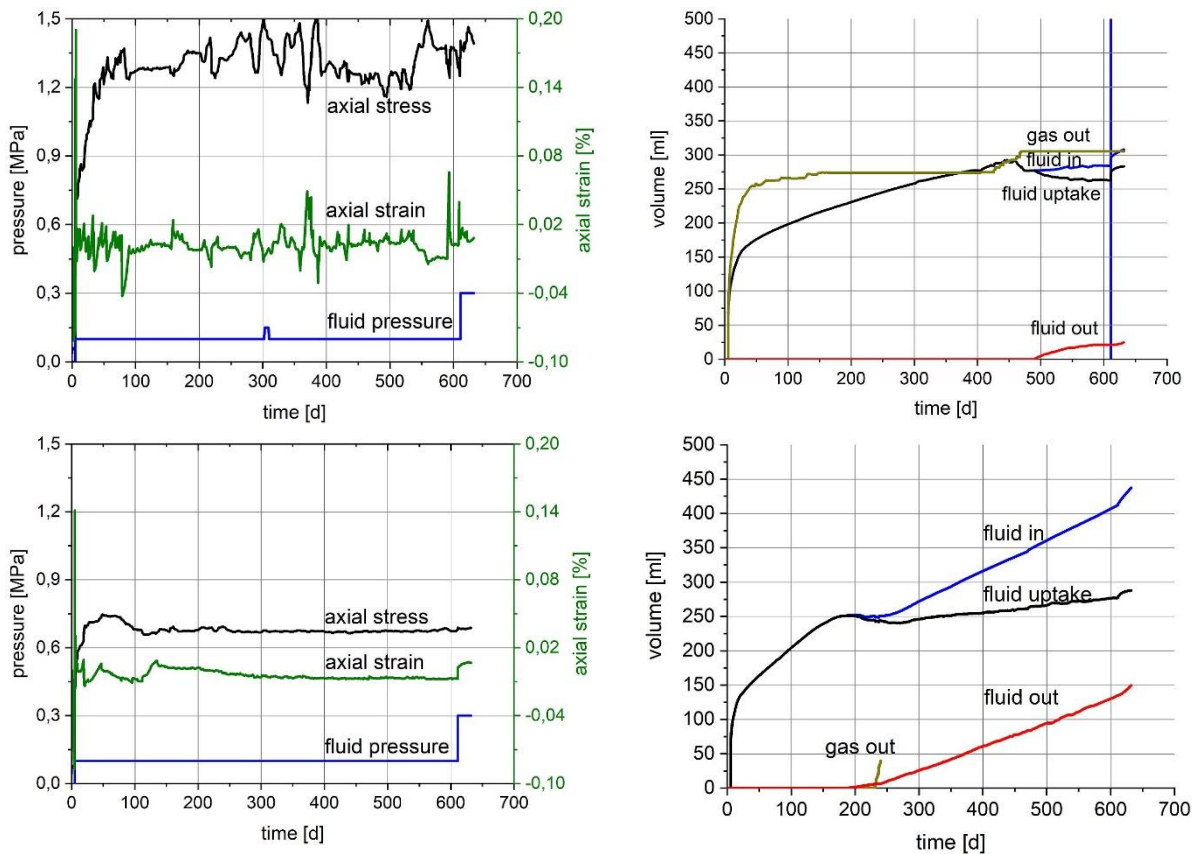 1,5
1,2
0,9
0,6
0,3
0,0
pressure [MPa]
axial stress
axial strain
fluid pressure
0,20
0,14
0,08
0,02
-0,04
-0,10
axial strain [%]
0 100 200 300 400 500 600 700
time [d]
500
450
400
350
300
250
200
150
100
50
0
volume [ml]
gas out
fluid in
fluid uptake
fluid out
0 100 200 300 400 500 600 700
time [d]
1,5
1,2
0,9
0,6
0,3
0,0
pressure [MPa]
axial stress
axial strain
fluid pressure
0,20
0,14
0,08
0,02
-0,04
-0,10
axial strain [%]
0 100 200 300 400 500 600 700
time [d]
500
450
400
350
300
250
200
150
100
50
0
volume [ml]
fluid in
fluid uptake
fluid out
gas out
0 100 200 300 400 500 600 700
time [d]